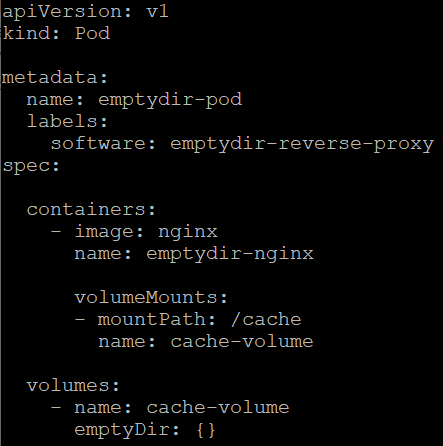 apiVersion: v1
kind: Pod
metadata:
  name: emptydir-pod
  labels:
    software: emptydir-reverse-proxy
spec:
  containers:
    - image: nginx
      name: emptydir-nginx
      volumeMounts:
      - mountPath: /cache
        name: cache-volume
  volumes:
    - name: cache-volume
      emptyDir: {}